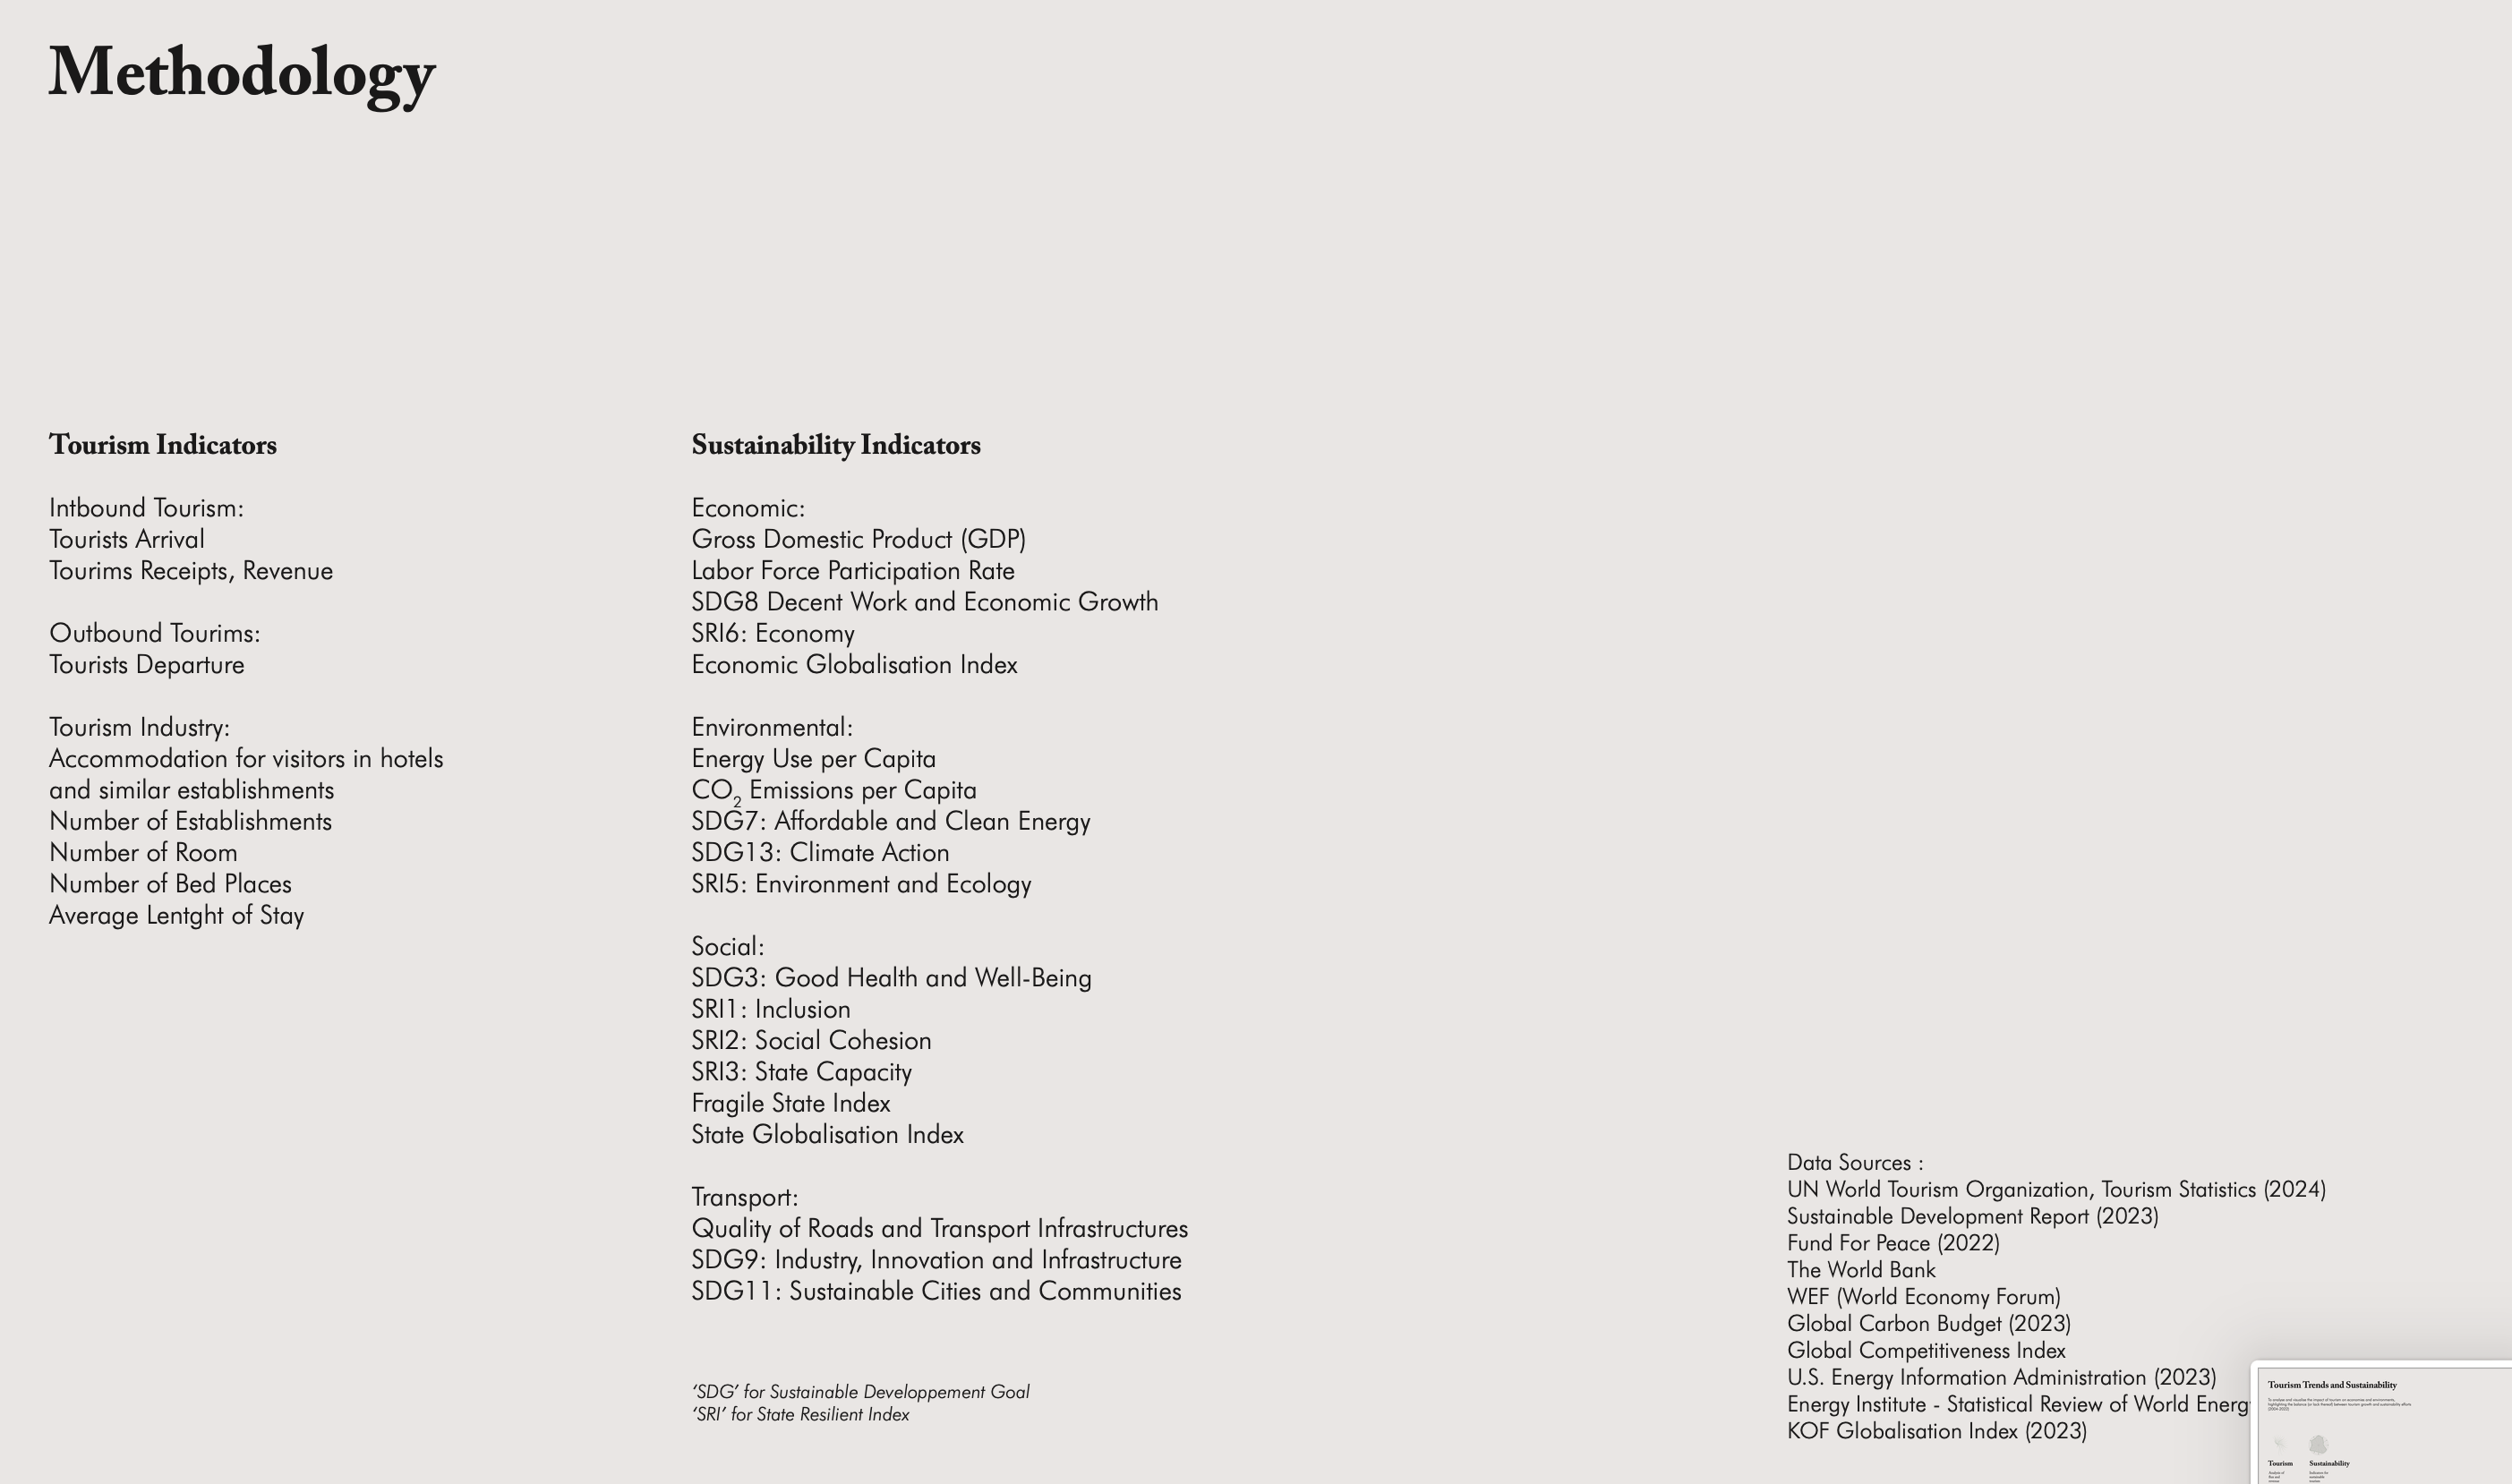 Methodology
Tourism Indicators
Intbound Tourism:
Tourists Arrival
Tourims Receipts, Revenue
Outbound Tourims:
Tourists Departure
Tourism Industry:
Accommodation for visitors in hotels
and similar establishments
Number of Establishments
Number of Room
Number of Bed Places
Average Lentght of Stay
Sustainability Indicators
Economic:
Gross Domestic Product (GDP)
Labor Force Participation Rate
SDG8 Decent Work and Economic Growth
SRI6: Economy
Economic Globalisation Index
Environmental:
Energy Use per Capita
CO₂ Emissions per Capita
SDG7: Affordable and Clean Energy
SDG13: Climate Action
SRI5: Environment and Ecology
Social:
SDG3: Good Health and Well-Being
SRI1: Inclusion
SRI2: Social Cohesion
SRI3: State Capacity
Fragile State Index
State Globalisation Index
Transport:
Quality of Roads and Transport Infrastructures
SDG9: Industry, Innovation and Infrastructure
SDG11: Sustainable Cities and Communities
‘SDG’ for Sustainable Developpement Goal
‘SRI’ for State Resilient Index
Data Sources :
UN World Tourism Organization, Tourism Statistics (2024)
Sustainable Development Report (2023)
Fund For Peace (2022)
The World Bank
WEF (World Economy Forum)
Global Carbon Budget (2023)
Global Competitiveness Index
U.S. Energy Information Administration (2023)
Energy Institute - Statistical Review of World Energ
KOF Globalisation Index (2023)
Tourism Trends and Sustainability
Tourism
Sustainability